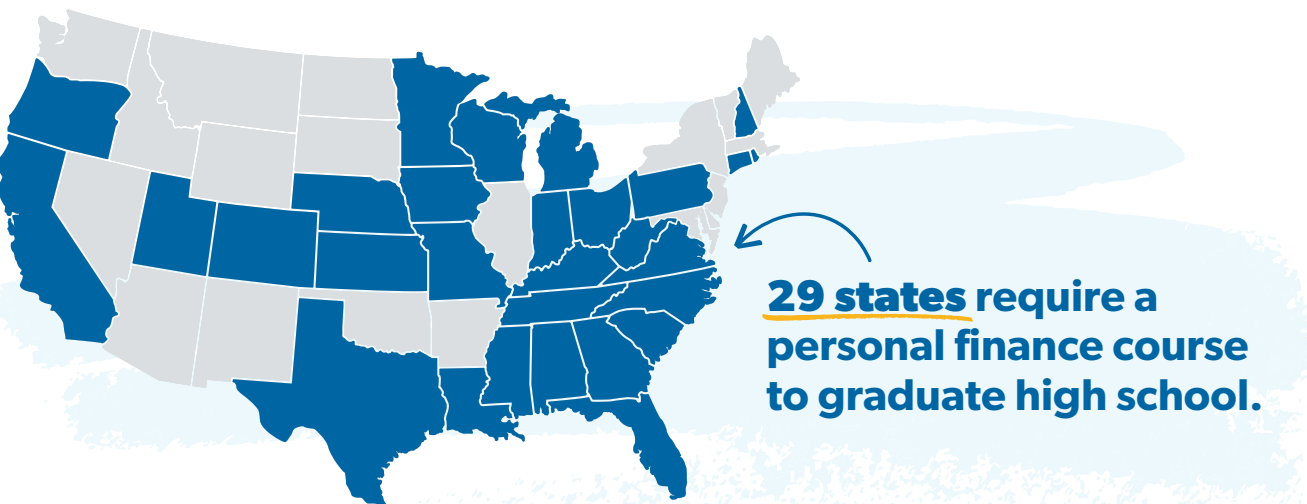 29 states require a
personal finance course
to graduate high school.